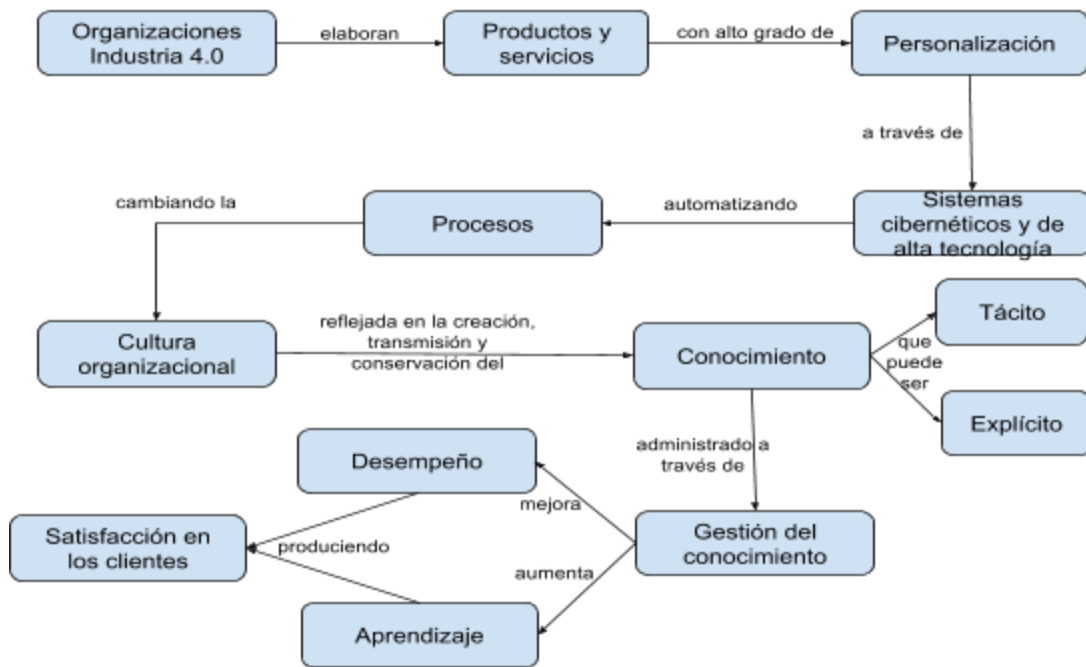 Organizaciones
Industria 4.0
elaboran
Productos y
servicios
con alto grado de
Personalización
a través de
Sistemas
cibernéticos y de
alta tecnología
automatizando
Procesos
cambiando la
Cultura
organizacional
reflejada en la creación,
transmisión y
conservación del
Conocimiento
que
puede
ser
Tácito
Explícito
administrado a
través de
Gestión del
conocimiento
mejora
Desempeño
aumenta
Aprendizaje
produciendo
Satisfacción en
los clientes